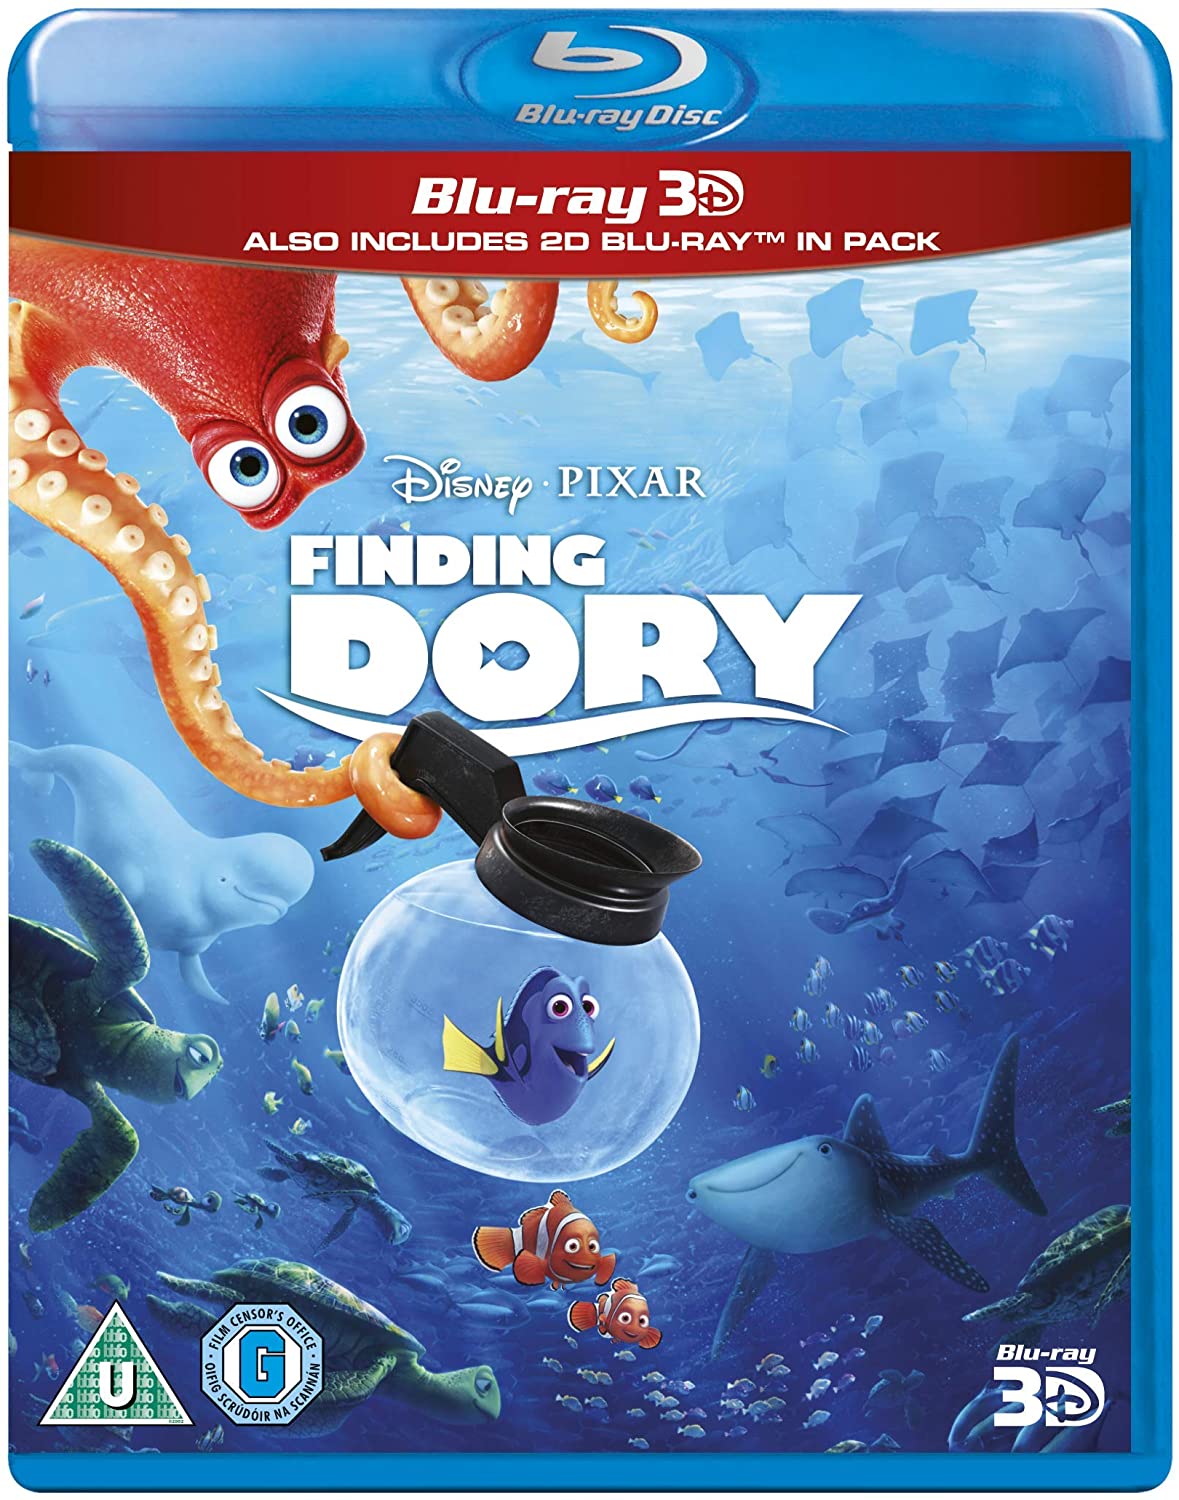 Blu-ray Disc
Blu-ray 3D
ALSO INCLUDES 2D BLU-RAY™ IN PACK
Disney · PIXAR
FINDING
DORY
U
FILM CENSOR'S OFFICE
G
OIFIG SCRÚDÓIR NA SCANNÁN
Blu-ray
3D